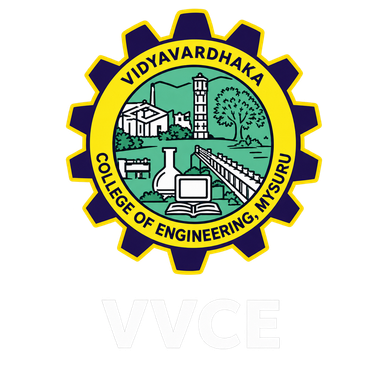 VIDYAVARDHAKA
COLLEGE OF ENGINEERING, MYSURU
VVCE